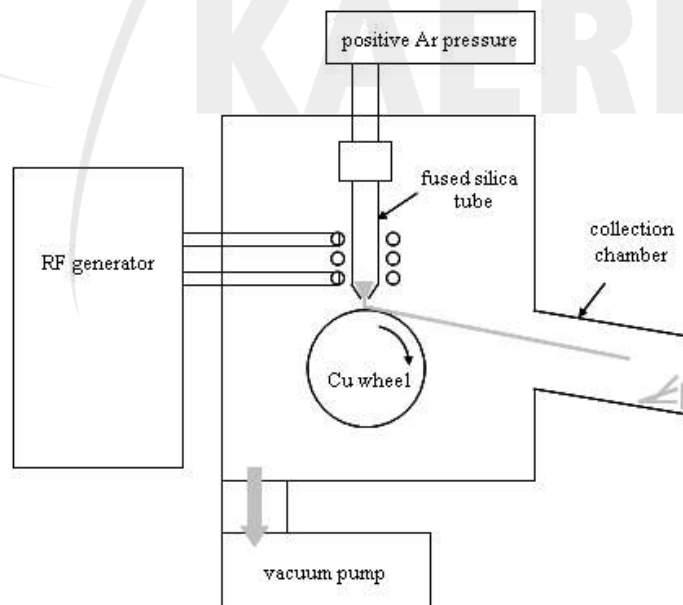 KAERI
positive Ar pressure
fused silica
tube
collection
chamber
RF generator
Cu wheel
vacuum pump